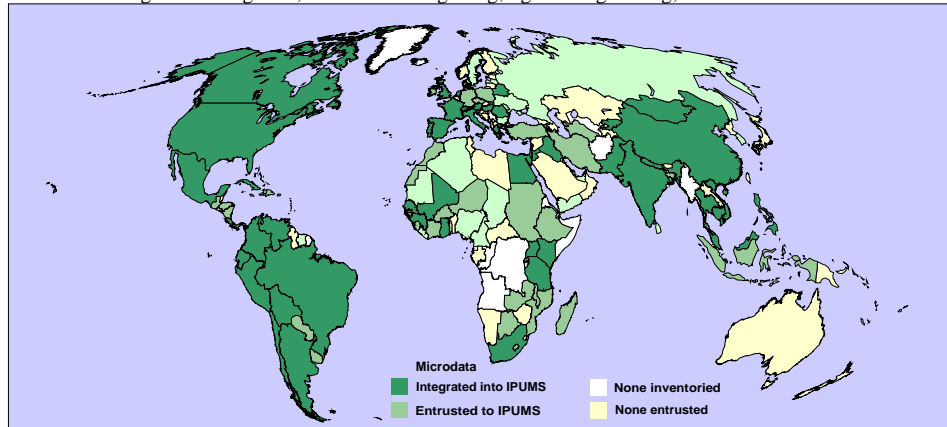 Microdata
Integrated into IPUMS None inventoried
Entrusted to IPUMS None entrusted